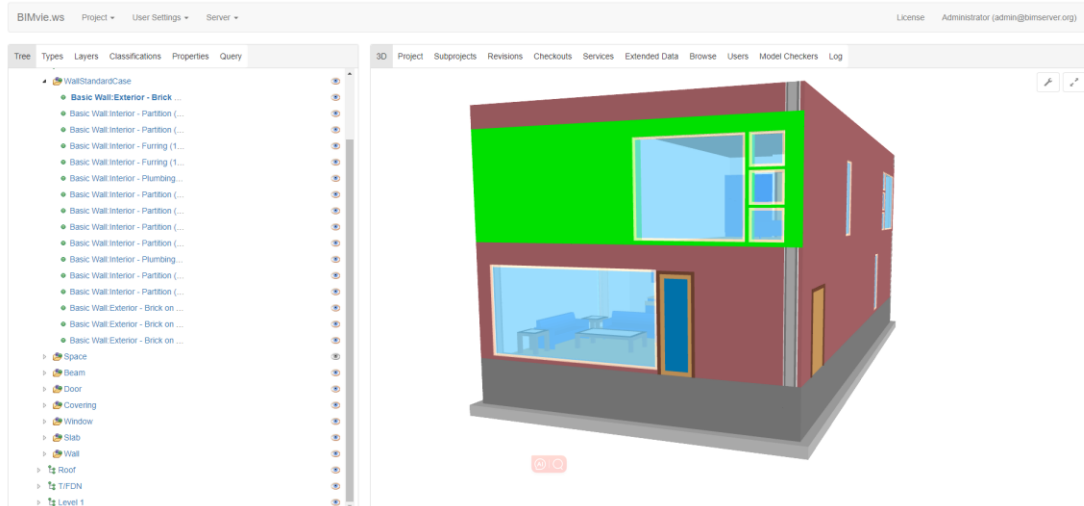 BIMvie.ws Project User Settings Server License Administrator (admin@bimserver.org)
Tree Types Layers Classifications Properties Query
3D Project Subprojects Revisions Checkouts Services Extended Data Browse Users Model Checkers Log
WallStandardCase
Basic Wall:Exterior - Brick ...
Basic Wall:Interior - Partition (...
Basic Wall:Interior - Partition (...
Basic Wall:Interior - Furring (1...
Basic Wall:Interior - Furring (1...
Basic Wall:Interior - Plumbing...
Basic Wall:Interior - Partition (...
Basic Wall:Interior - Partition (...
Basic Wall:Interior - Partition (...
Basic Wall:Interior - Partition (...
Basic Wall:Interior - Plumbing...
Basic Wall:Interior - Partition (...
Basic Wall:Interior - Partition (...
Basic Wall:Exterior - Brick on ...
Basic Wall:Exterior - Brick on ...
Basic Wall:Exterior - Brick on ...
Space
Beam
Door
Covering
Window
Slab
Wall
Roof
T/FDN
Level 1